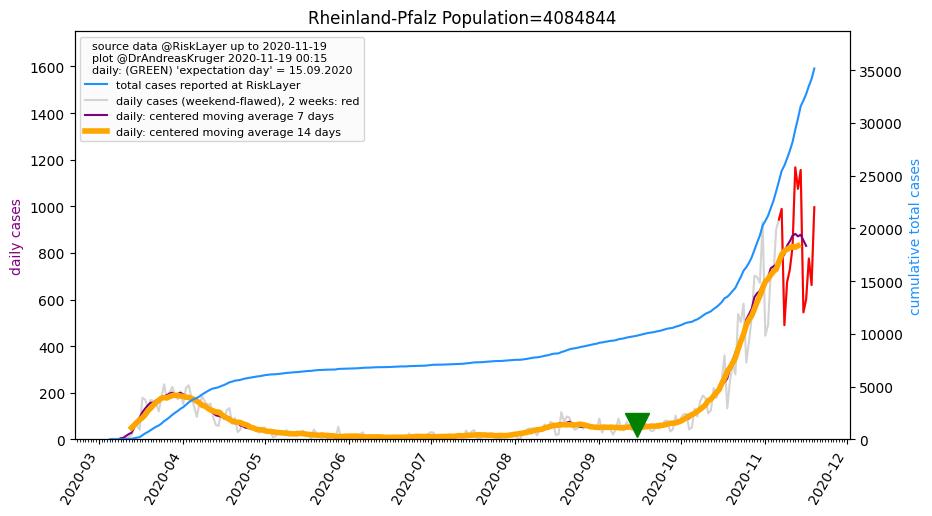 Rheinland-Pfalz Population=4084844
source data @RiskLayer up to 2020-11-19
plot @DrAndreasKruger 2020-11-19 00:15
daily: (GREEN) 'expectation day' = 15.09.2020
total cases reported at RiskLayer
daily cases (weekend-flawed), 2 weeks: red
daily: centered moving average 7 days
daily: centered moving average 14 days
daily cases
1600
1400
1200
1000
800
600
400
200
0
35000
30000
25000
20000
15000
10000
5000
0
cumulative total cases
2020-03
2020-04
2020-05
2020-06
2020-07
2020-08
2020-09
2020-10
2020-11
2020-12